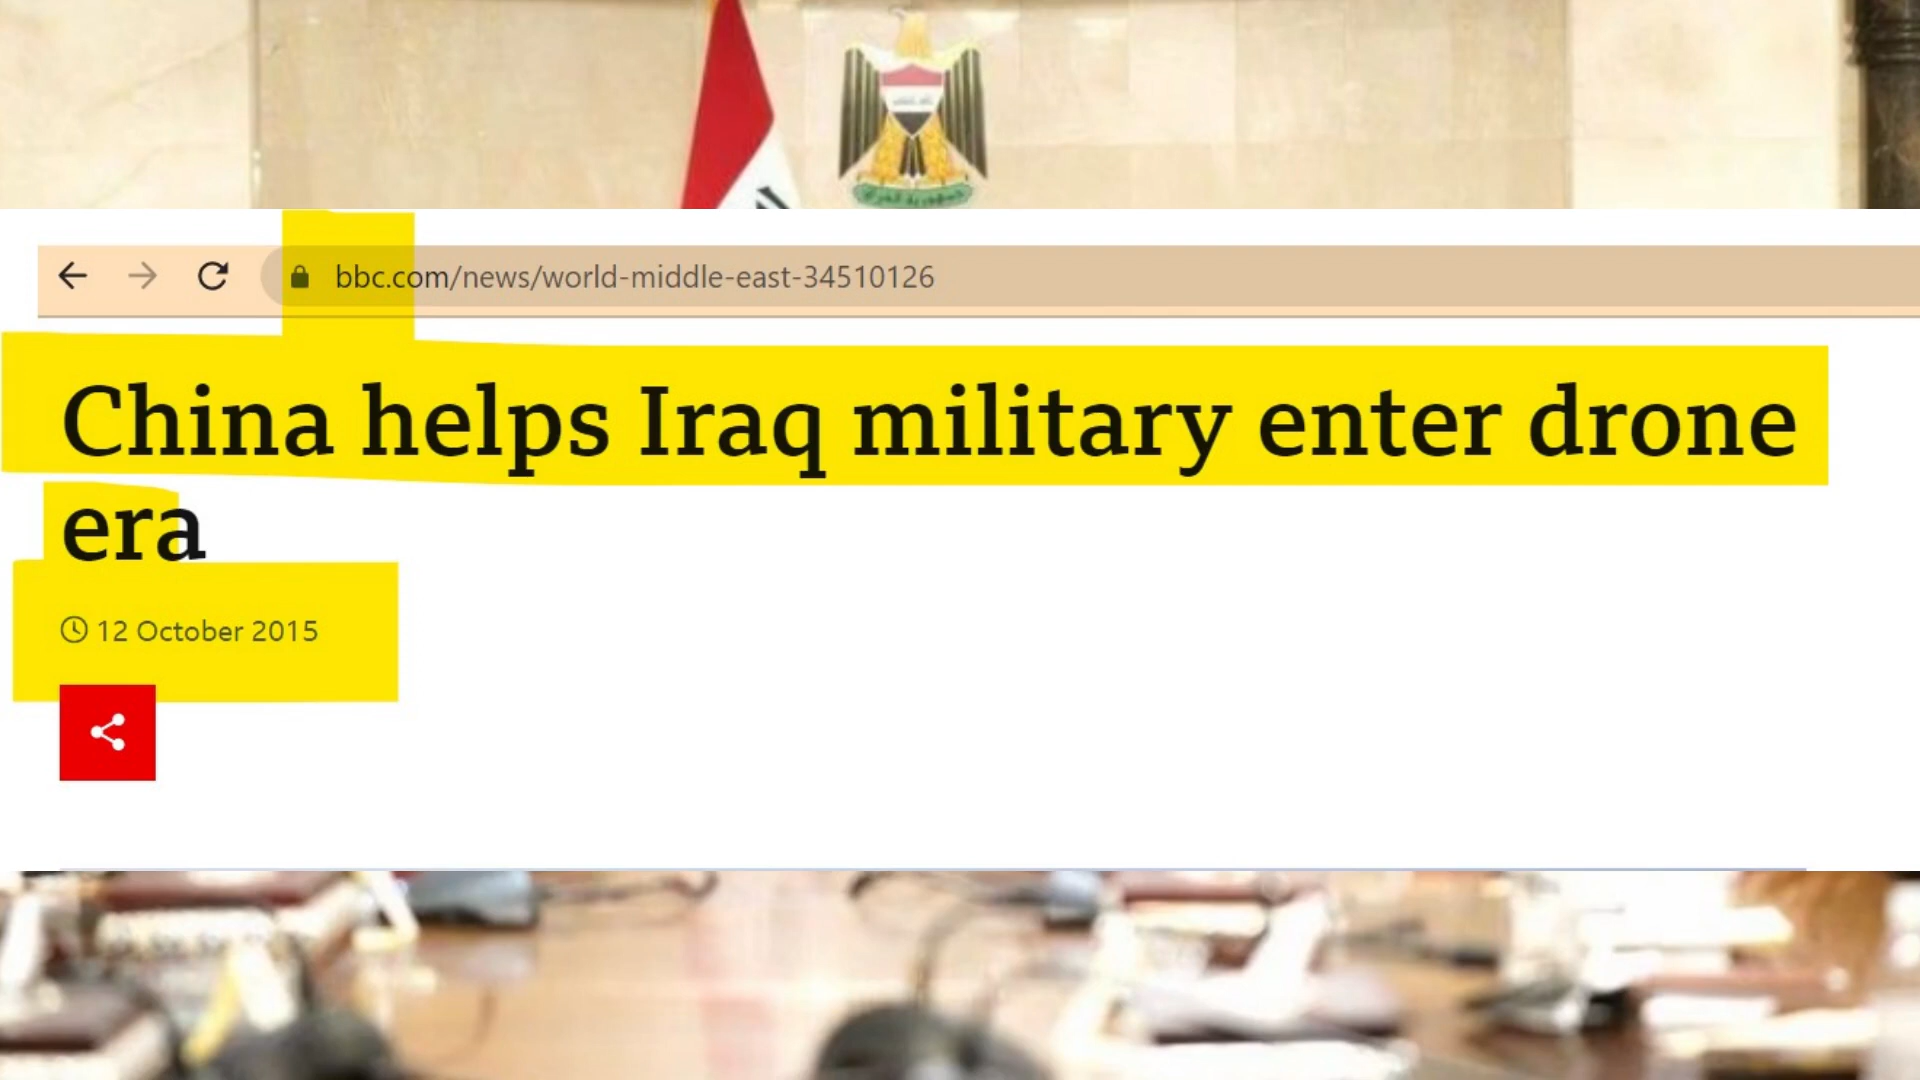 bbc.com/news/world-middle-east-34510126
China helps Iraq military enter drone
era
12 October 2015